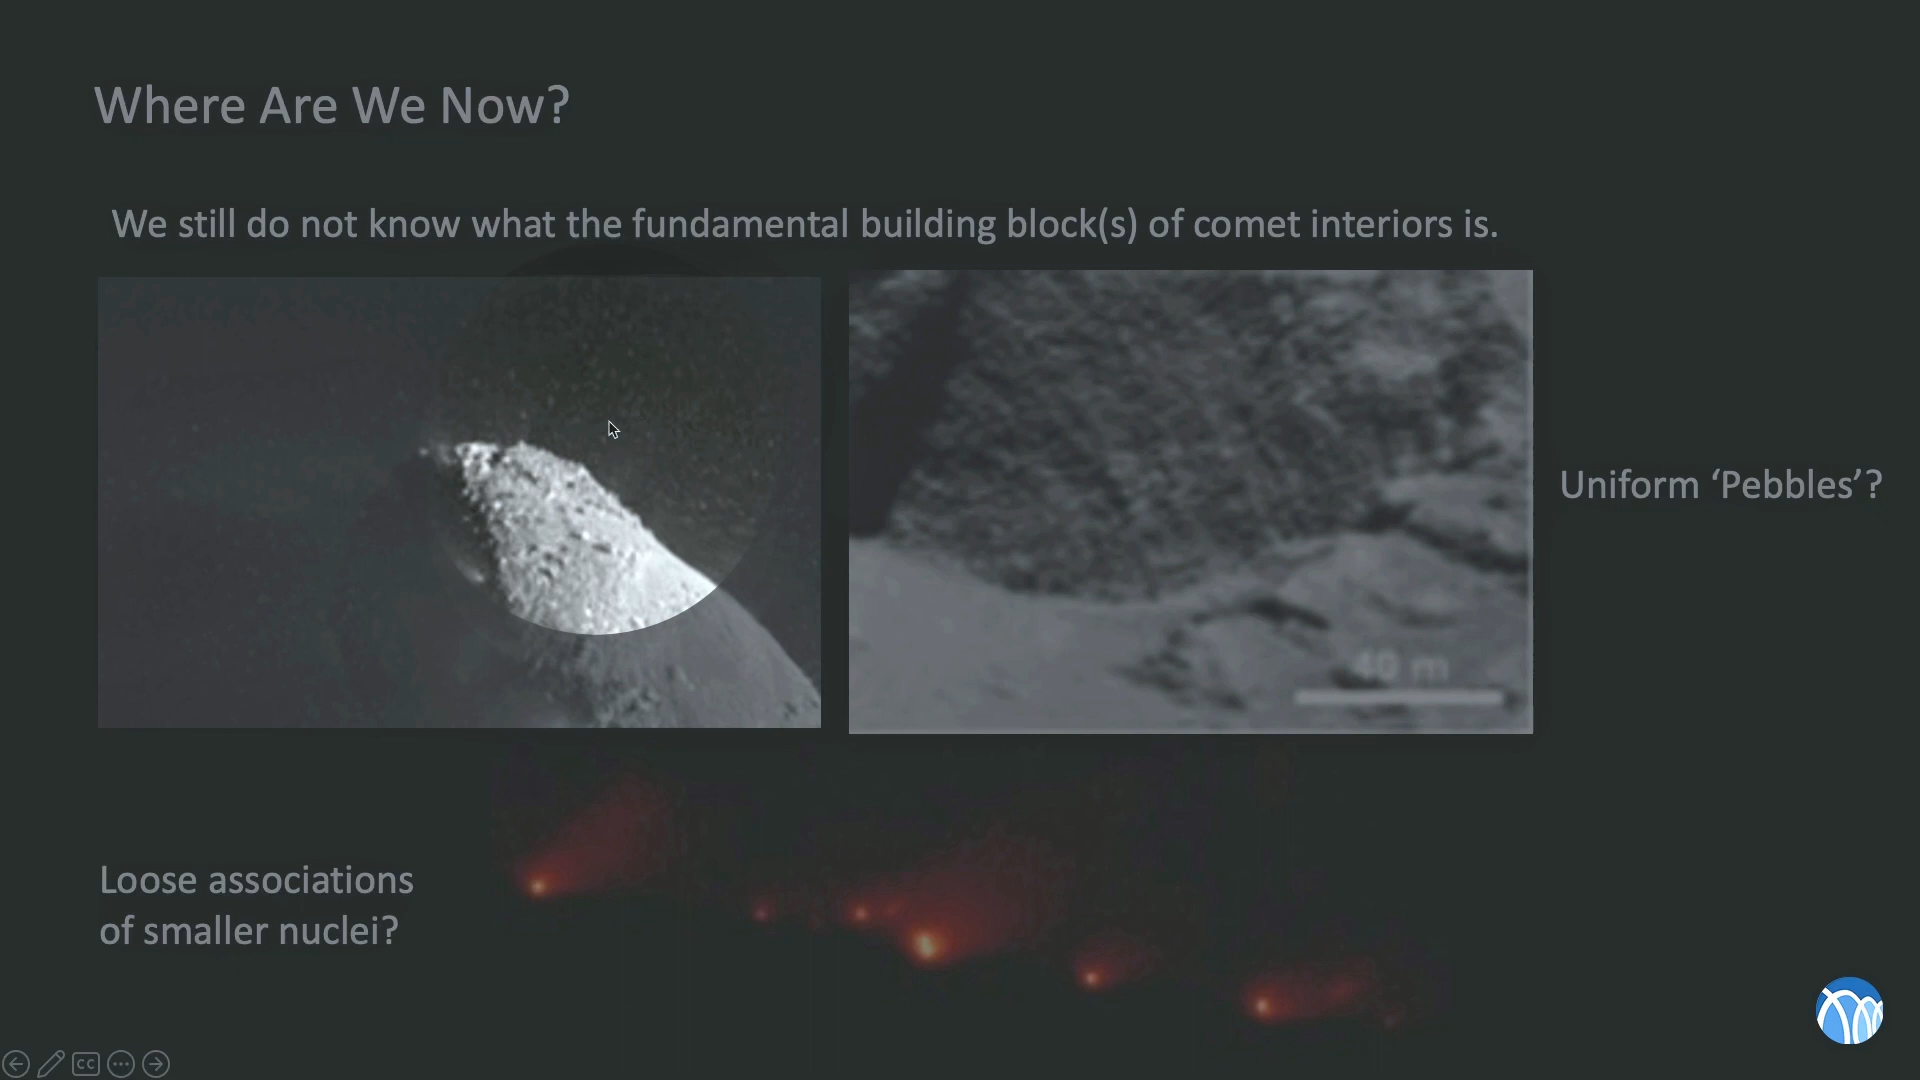 Where Are We Now?
We still do not know what the fundamental building block(s) of comet interiors is.
Uniform ‘Pebbles’?
40 m
Loose associations
of smaller nuclei?
CC